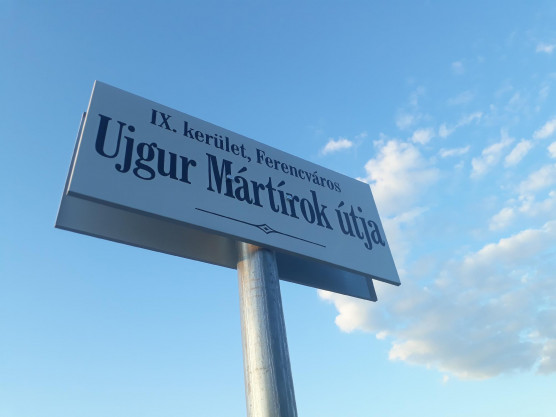 IX. kerület, Ferencváros
Ujgur Mártírok útja